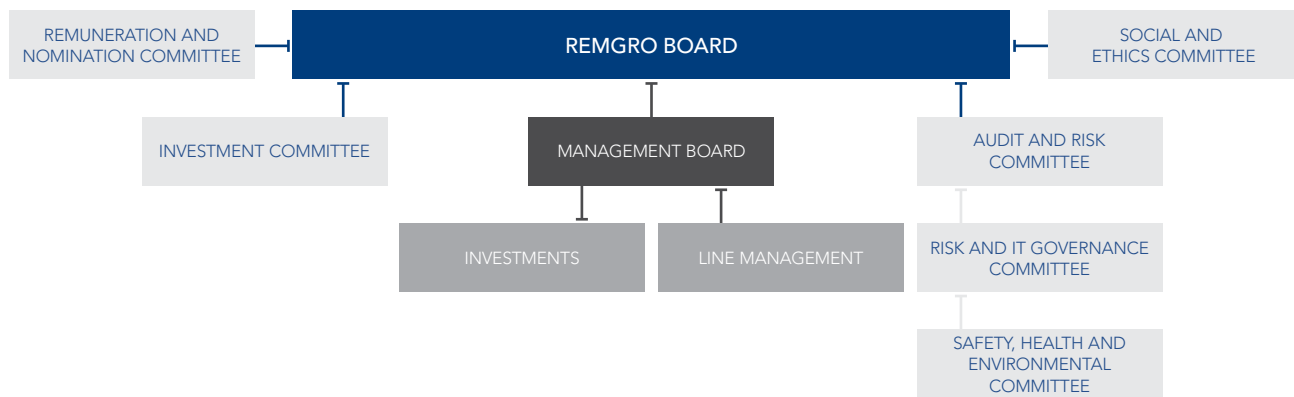 REMUNERATION AND
NOMINATION COMMITTEE
REMGRO BOARD
SOCIAL AND
ETHICS COMMITTEE
INVESTMENT COMMITTEE
MANAGEMENT BOARD
AUDIT AND RISK
COMMITTEE
INVESTMENTS
LINE MANAGEMENT
RISK AND IT GOVERNANCE
COMMITTEE
SAFETY, HEALTH AND
ENVIRONMENTAL
COMMITTEE